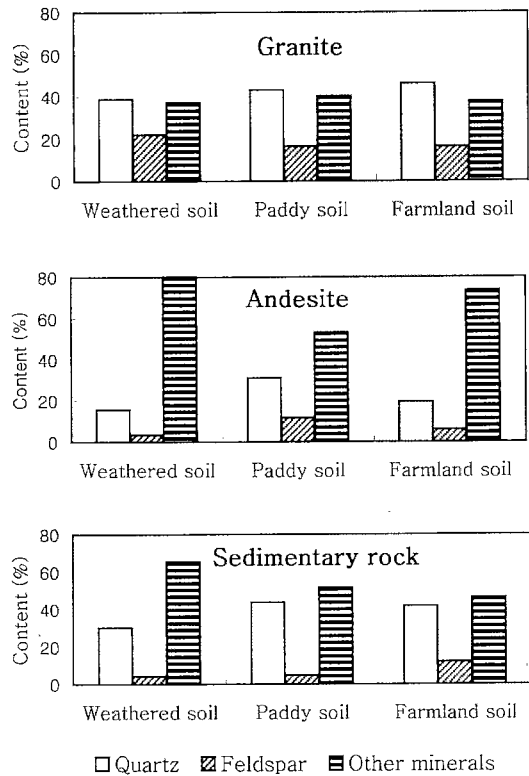 80
Granite
60
Content (%)
40
20
0
Weathered soil Paddy soil Farmland soil
80
Andesite
60
Content (%)
40
20
0
Weathered soil Paddy soil Farmland soil
80
Sedimentary rock
60
Content (%)
40
20
0
Weathered soil Paddy soil Farmland soil
Quartz Feldspar Other minerals